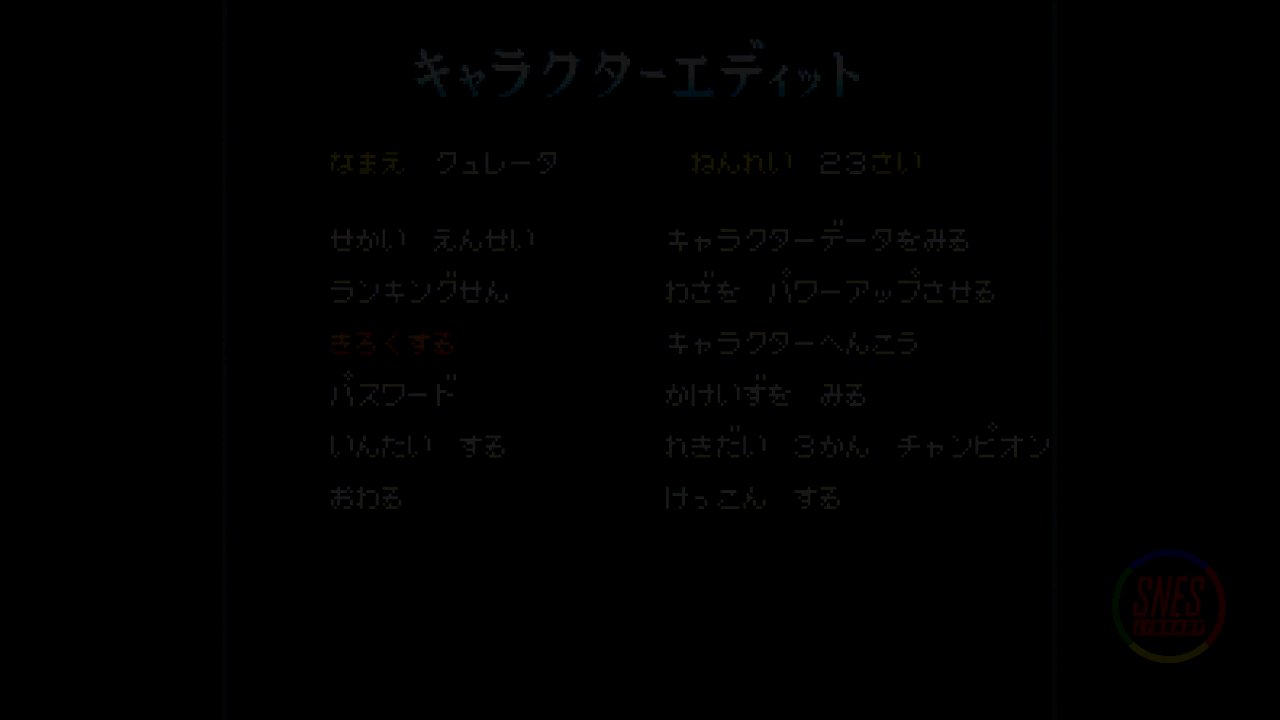 キャラクターエディット
なまえ クュレータ ねんれい 23さい
せかい えんせい キャラクターデータをみる
ランキングせん わざを パワーアップさせる
きろくする キャラクターへんこう
パスワード かけいずを みる
いんたい する れきだい 3かん チャンピオン
おわる けっこん する
SNES